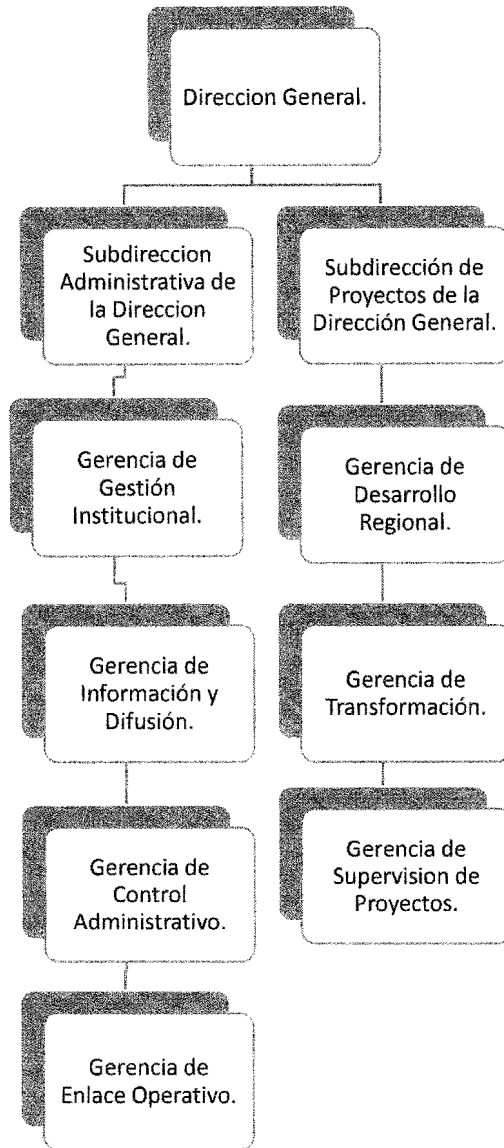 Direccion General.
Subdireccion
Administrativa de
la Direccion
General.
Gerencia de
Gestión
Institucional.
Gerencia de
Información y
Difusión.
Gerencia de
Control
Administrativo.
Gerencia de
Enlace Operativo.
Subdirección de
Proyectos de la
Dirección General.
Gerencia de
Desarrollo
Regional.
Gerencia de
Transformación.
Gerencia de
Supervision de
Proyectos.